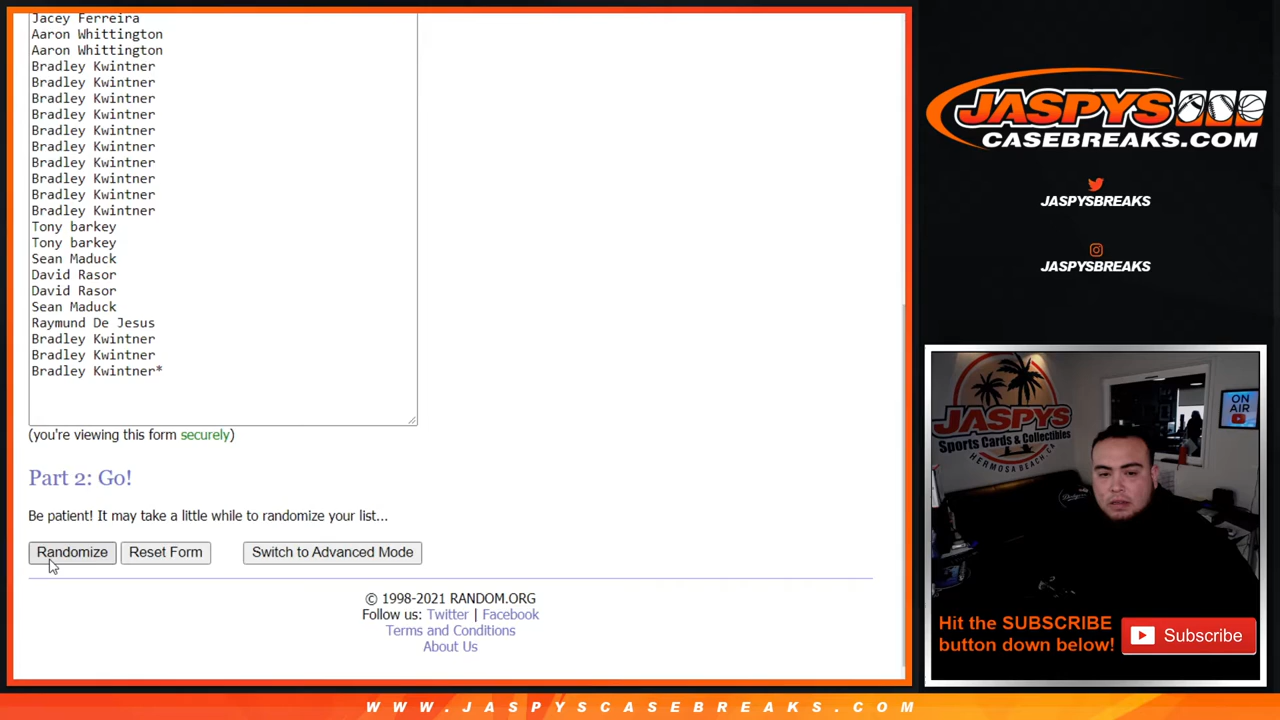 Jacey Ferreira
Aaron Whittington
Aaron Whittington
Bradley Kwintner
Bradley Kwintner
Bradley Kwintner
Bradley Kwintner
Bradley Kwintner
Bradley Kwintner
Bradley Kwintner
Bradley Kwintner
Bradley Kwintner
Bradley Kwintner
Tony barkey
Tony barkey
Sean Maduck
David Rasor
David Rasor
Sean Maduck
Raymund De Jesus
Bradley Kwintner
Bradley Kwintner
Bradley Kwintner*
(you're viewing this form securely)
Part 2: Go!
Be patient! It may take a little while to randomize your list...
Randomize Reset Form Switch to Advanced Mode
© 1998-2021 RANDOM.ORG
Follow us: Twitter | Facebook
Terms and Conditions
About Us
JASPYS
CASEBREAKS.COM
JASPYSBREAKS
JASPYSBREAKS
JASPYS
Sports Cards & Collectibles
HERMOSA BEACH, CA
ON
AIR
Hit the SUBSCRIBE
button down below!
Subscribe
WWW.JASPYSCASEBREAKS.COM